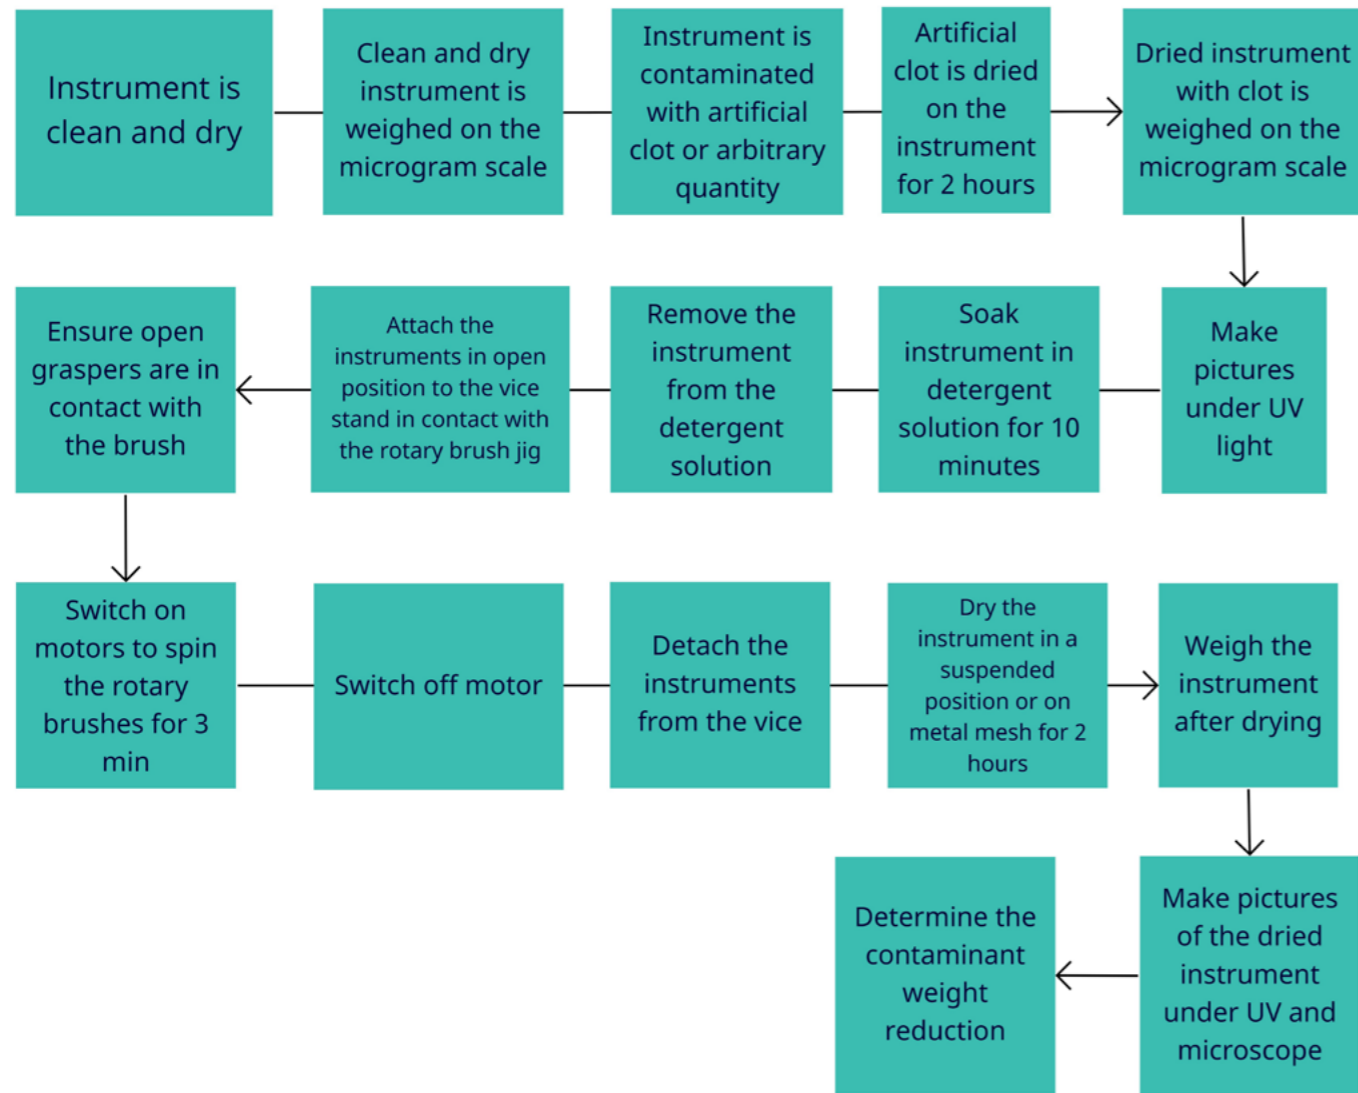 Instrument is
clean and dry
Clean and dry
instrument is
weighed on the
microgram scale
Instrument is
contaminated
with artificial
clot or arbitrary
quantity
Artificial
clot is dried
on the
instrument
for 2 hours
Dried instrument
with clot is
weighed on the
microgram scale
Make
pictures
under UV
light
Soak
instrument in
detergent
solution for 10
minutes
Remove the
instrument
from the
detergent
solution
Attach the
instruments in open
position to the vice
stand in contact with
the rotary brush jig
Ensure open
graspers are in
contact with
the brush
Switch on
motors to spin
the rotary
brushes for 3
min
Switch off motor
Detach the
instruments
from the vice
Dry the
instrument in a
suspended
position or on
metal mesh for 2
hours
Weigh the
instrument
after drying
Make pictures
of the dried
instrument
under UV and
microscope
Determine the
contaminant
weight
reduction